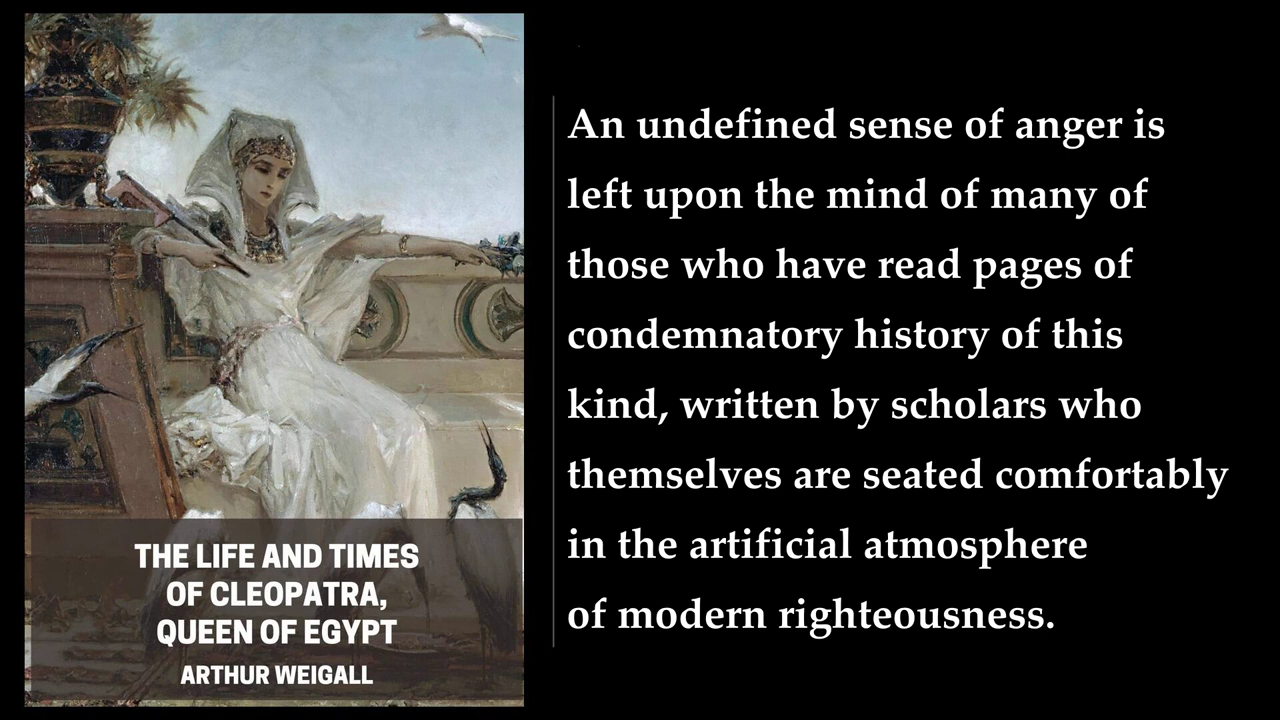 THE LIFE AND TIMES
OF CLEOPATRA,
QUEEN OF EGYPT
ARTHUR WEIGALL
An undefined sense of anger is
left upon the mind of many of
those who have read pages of
condemnatory history of this
kind, written by scholars who
themselves are seated comfortably
in the artificial atmosphere
of modern righteousness.